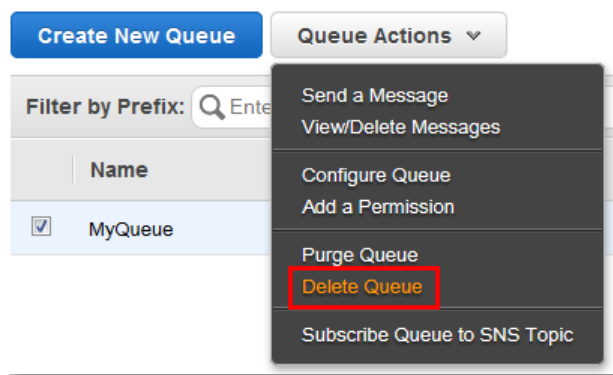 Create New Queue
Queue Actions
Filter by Prefix: Ente
Send a Message
View/Delete Messages
Name
Configure Queue
Add a Permission
MyQueue
Purge Queue
Delete Queue
Subscribe Queue to SNS Topic